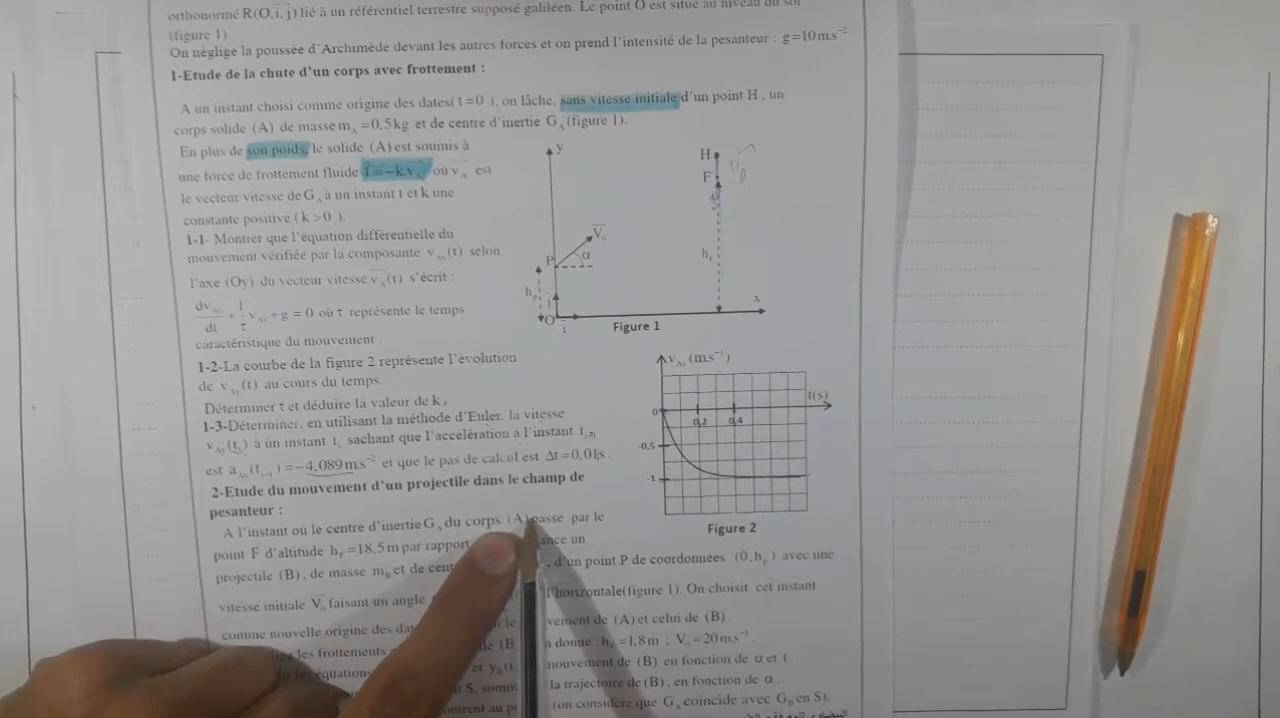 orthonormé R(O,i,j) lié à un référentiel terrestre supposé galiléen. Le point O est situé au niveau du sol
(figure 1).
On néglige la poussée d'Archimède devant les autres forces et on prend l'intensité de la pesanteur : g=10m.s⁻²
1-Etude de la chute d'un corps avec frottement :
A un instant choisi comme origine des dates( t=0 ), on lâche, sans vitesse initiale d'un point H , un
corps solide (A) de masse m_A=0,5kg et de centre d'inertie G_A (figure 1).
En plus de son poids, le solide (A) est soumis à
une force de frottement fluide f=-k.v_A où v_A est
le vecteur vitesse de G_A à un instant t et k une
constante positive ( k>0 ).
1-1- Montrer que l'équation différentielle du
mouvement vérifiée par la composante v_Ay(t) selon
l'axe (Oy) du vecteur vitesse v_A(t) s'écrit :
dv_Ay/dt + 1/τ v_Ay + g = 0 où τ représente le temps
caractéristique du mouvement .
y
H
F
V₀
α
P
h_P
h_F
j
O
i
x
Figure 1
1-2-La courbe de la figure 2 représente l'évolution
de v_Ay(t) au cours du temps.
Déterminer τ et déduire la valeur de k.
1-3-Déterminer, en utilisant la méthode d'Euler, la vitesse
v_Ay(t_i) à un instant t_i sachant que l'accélération à l'instant t_i-1
est a_Ay(t_i-1)=-4,089m.s⁻² et que le pas de calcul est Δt=0,01s .
v_Ay(m.s⁻¹)
t(s)
0
0,2
0,4
-0,5
-1
Figure 2
2-Etude du mouvement d'un projectile dans le champ de
pesanteur :
A l'instant où le centre d'inertie G_A du corps (A) passe par le
point F d'altitude h_F=18,5m par rapport un
projectile (B), de masse m_B et de , d'un point P de coordonnées (0,h_P) avec une
vitesse initiale V₀ faisant un angle l'horizontale(figure 1). On choisit cet instant
comme nouvelle origine des de (A) et celui de (B)
les frottements donne : h_P=1,8m ; V₀=20m.s⁻¹.
équations mouvement de (B) en fonction de α et t .
la trajectoire de (B), en fonction de α .
S, (on considère que G_A coïncide avec G_B en S).